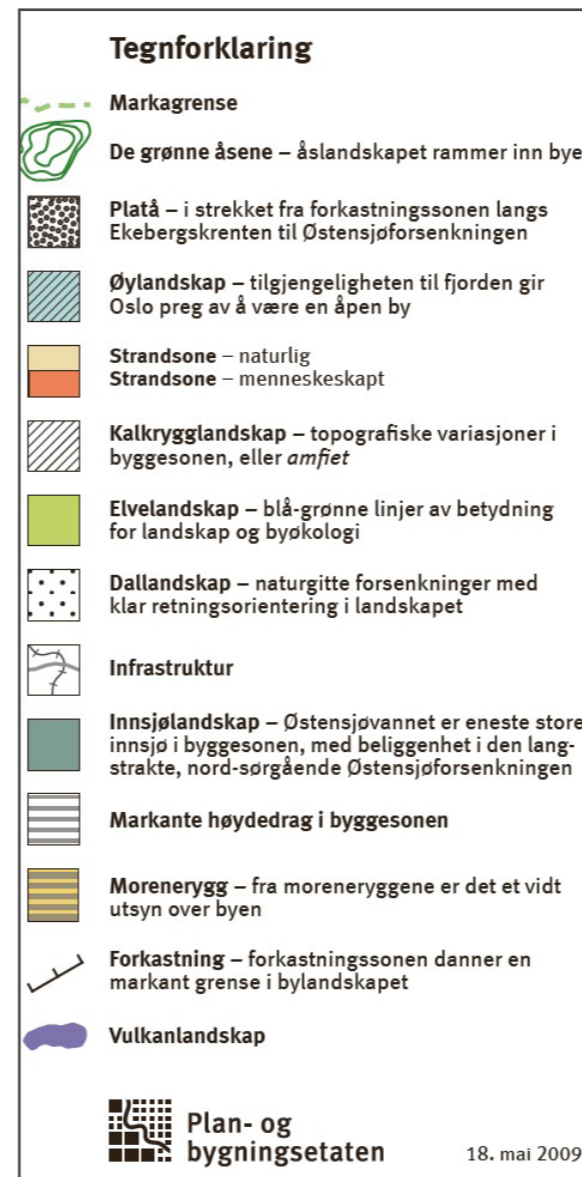 Tegnforklaring
Markagrense
De grønne åsene – åslandskapet rammer inn bye
Platå – i strekket fra forkastningssonen langs
Ekebergskrenten til Østensjøforsenkningen
Øylandskap – tilgjengeligheten til fjorden gir
Oslo preg av å være en åpen by
Strandsone – naturlig
Strandsone – menneskeskapt
Kalkrygglandskap – topografiske variasjoner i
byggesonen, eller amfiet
Elvelandskap – blå-grønne linjer av betydning
for landskap og byøkologi
Dallandskap – naturgitte forsenkninger med
klar retningsorientering i landskapet
Infrastruktur
Innsjølandskap – Østensjøvannet er eneste store
innsjø i byggesonen, med beliggenhet i den lang-
strakte, nord-sørgående Østensjøforsenkningen
Markante høydedrag i byggesonen
Morenerygg – fra moreneryggene er det et vidt
utsyn over byen
Forkastning – forkastningssonen danner en
markant grense i bylandskapet
Vulkanlandskap
Plan- og
bygningsetaten
18. mai 2009